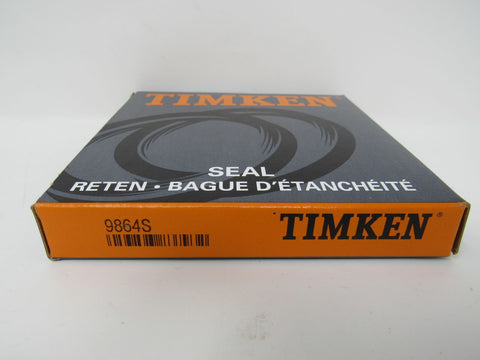 TIMKEN
SEAL
RETEN • BAGUE D'ÉTANCHÉITÉ
9864S
TIMKEN®